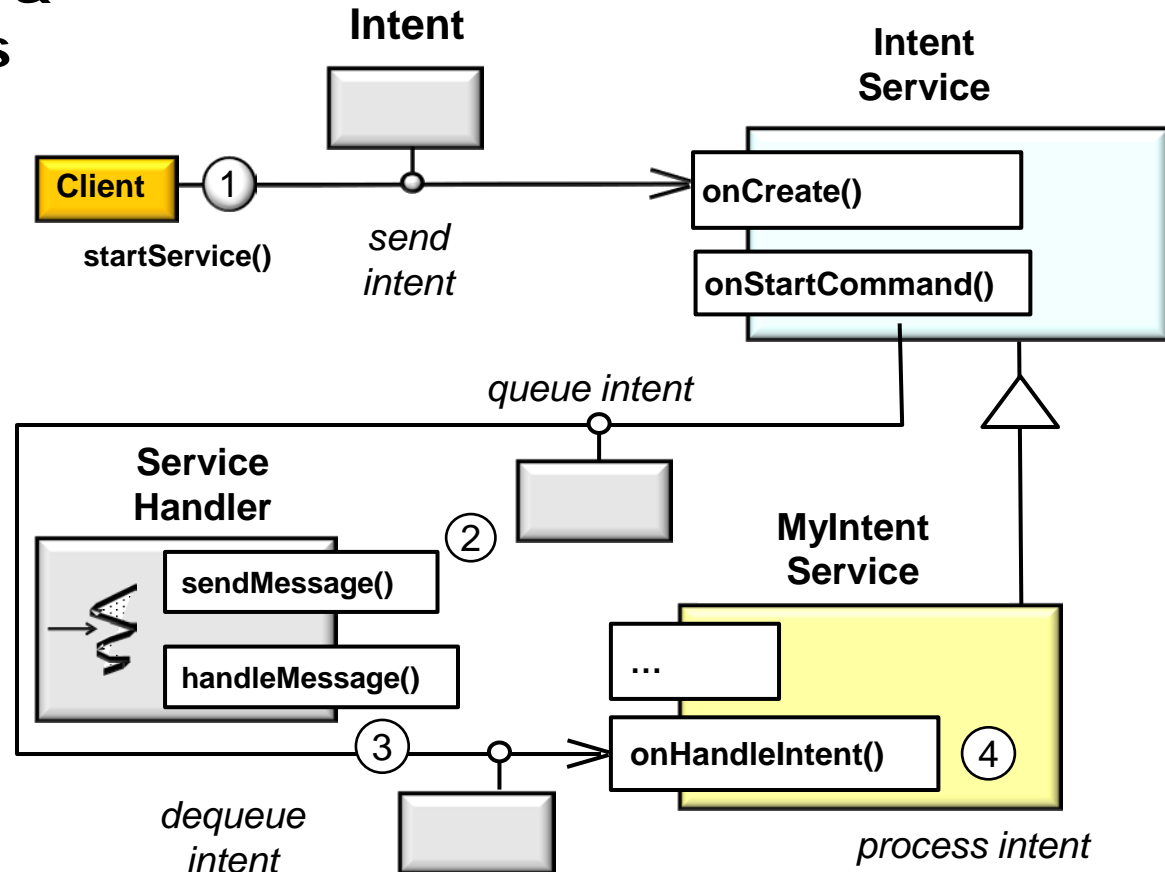 &
s
Intent
Intent
Service
Client
1
onCreate()
startService()
send
intent
onStartCommand()
queue intent
Service
Handler
2
MyIntent
Service
sendMessage()
handleMessage()
...
3
onHandleIntent()
4
dequeue
intent
process intent